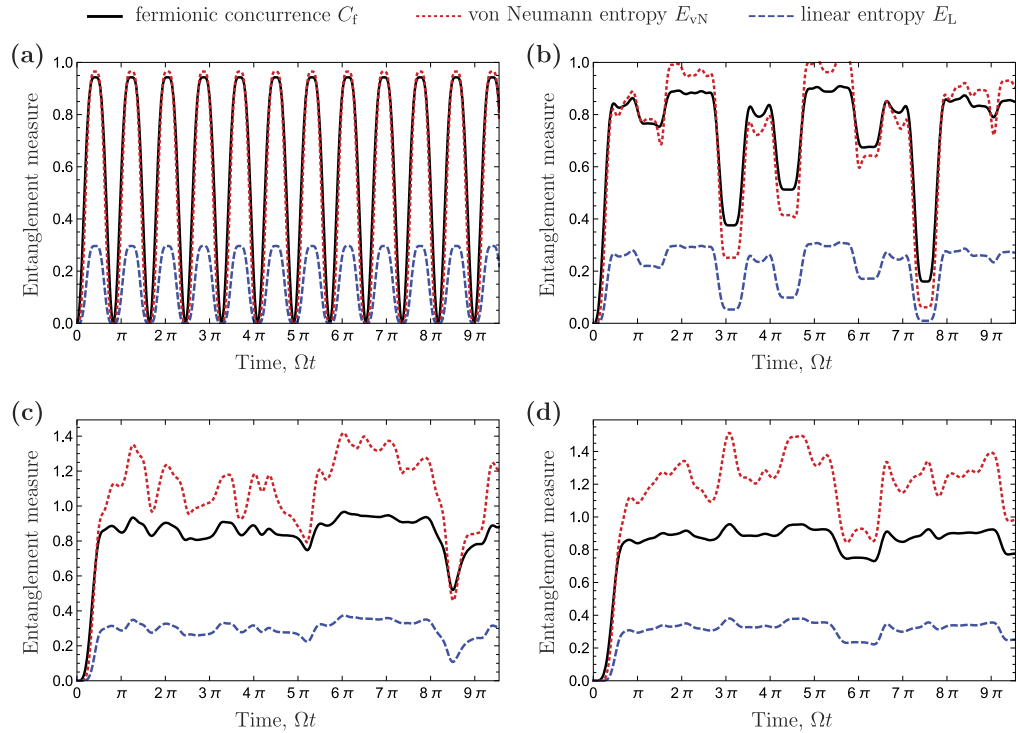 fermionic concurrence C_f von Neumann entropy E_vN linear entropy E_L
(a) (b)
Entanglement measure
1.0
0.8
0.6
0.4
0.2
0.0
0 π 2π 3π 4π 5π 6π 7π 8π 9π
Time, Ωt
Entanglement measure
1.0
0.8
0.6
0.4
0.2
0.0
0 π 2π 3π 4π 5π 6π 7π 8π 9π
Time, Ωt
(c) (d)
Entanglement measure
1.4
1.2
1.0
0.8
0.6
0.4
0.2
0.0
0 π 2π 3π 4π 5π 6π 7π 8π 9π
Time, Ωt
Entanglement measure
1.4
1.2
1.0
0.8
0.6
0.4
0.2
0.0
0 π 2π 3π 4π 5π 6π 7π 8π 9π
Time, Ωt